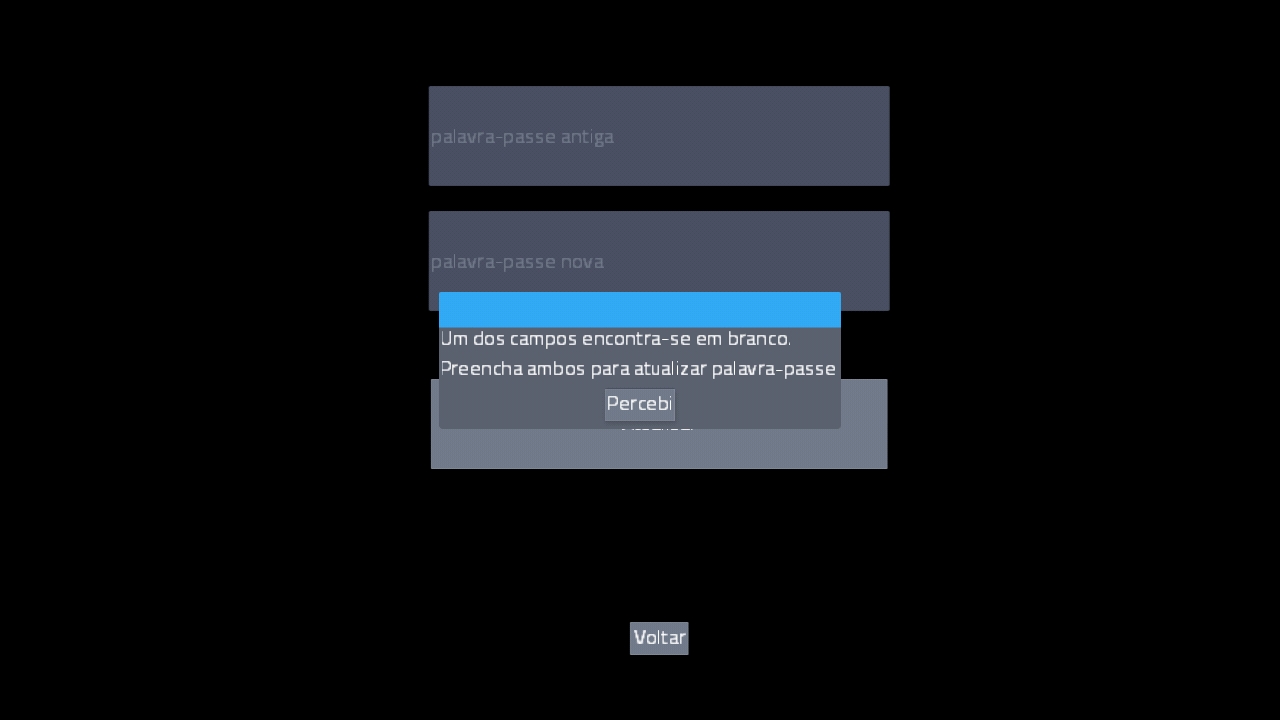 palavra-passe antiga
palavra-passe nova
Um dos campos encontra-se em branco.
Preencha ambos para atualizar palavra-passe
Percebi
Voltar